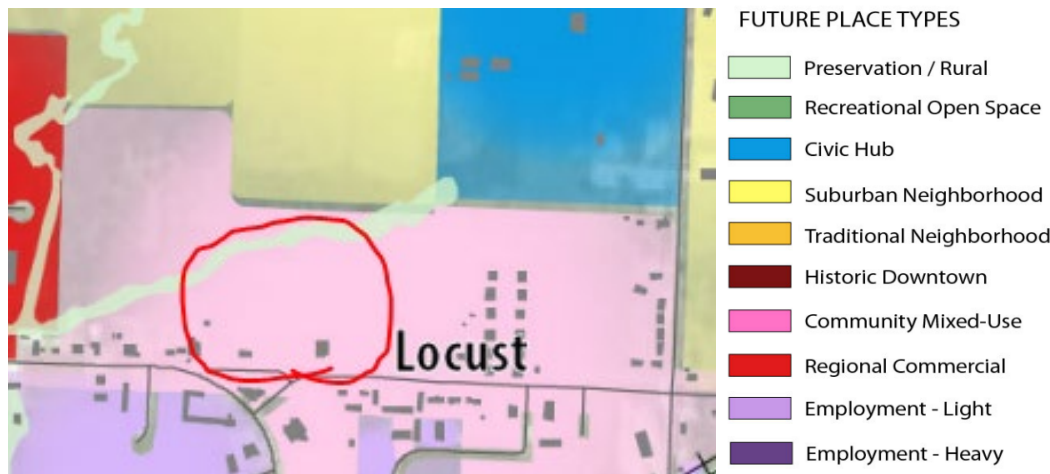 FUTURE PLACE TYPES
Preservation / Rural
Recreational Open Space
Civic Hub
Suburban Neighborhood
Traditional Neighborhood
Historic Downtown
Community Mixed-Use
Regional Commercial
Employment - Light
Employment - Heavy
Locust